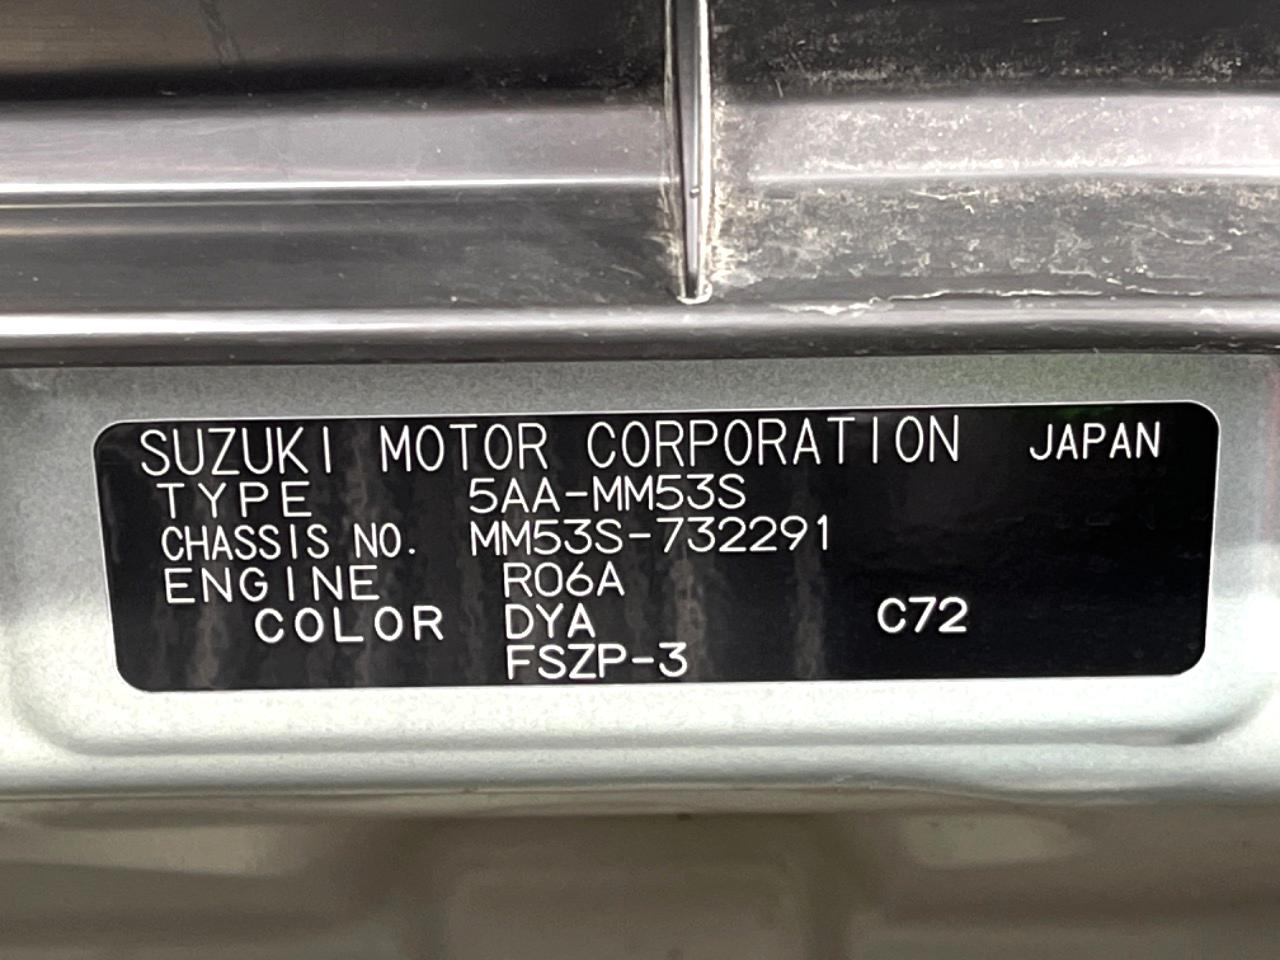 SUZUKI MOTOR CORPORATION JAPAN
TYPE 5AA-MM53S
CHASSIS NO. MM53S-732291
ENGINE R06A
COLOR DYA C72
FSZP-3